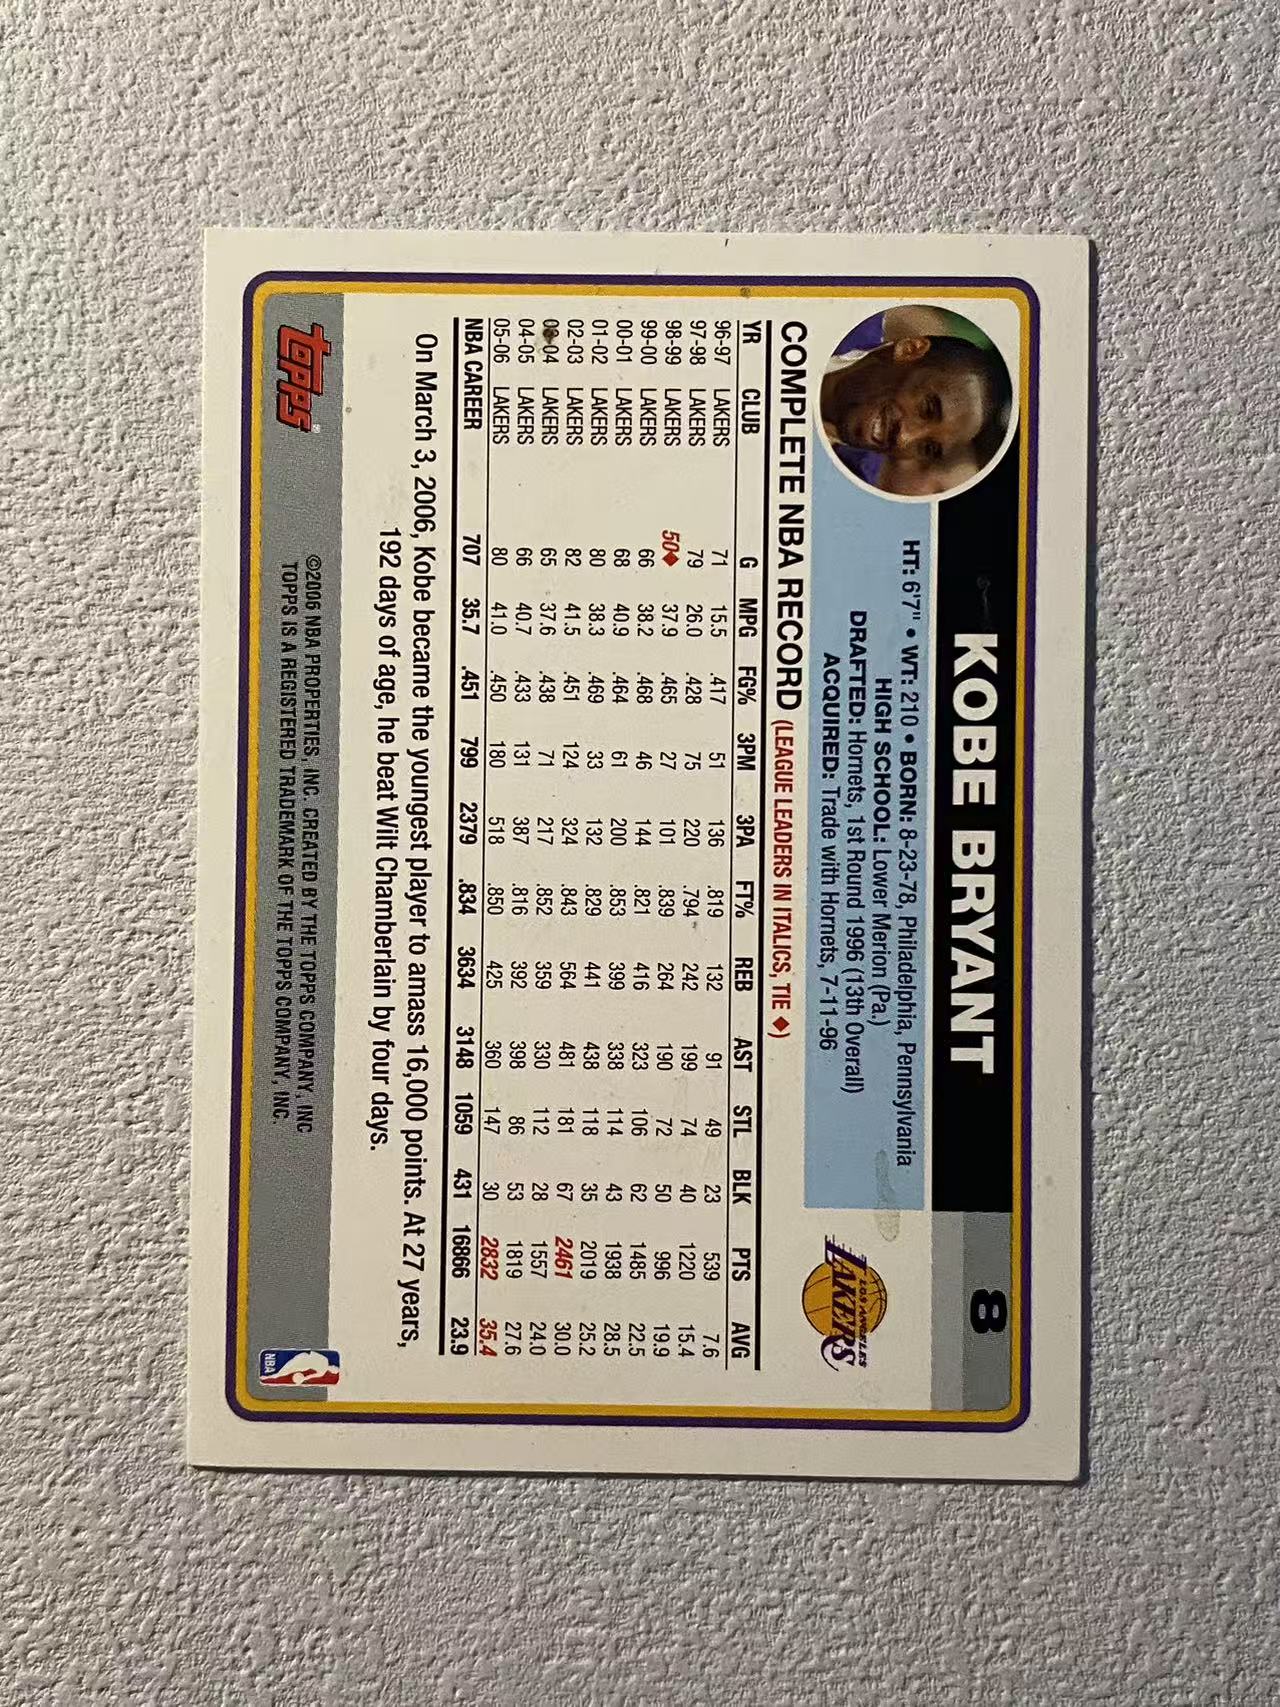 KOBE BRYANT
8
HT: 6'7" • WT: 210 • BORN: 8-23-78, Philadelphia, Pennsylvania
HIGH SCHOOL: Lower Merion (Pa.)
DRAFTED: Hornets, 1st Round 1996 (13th Overall)
ACQUIRED: Trade with Hornets, 7-11-96
LOS ANGELES
LAKERS
COMPLETE NBA RECORD (LEAGUE LEADERS IN ITALICS, TIE ♦)
YR CLUB G MPG FG% 3PM 3PA FT% REB AST STL BLK PTS AVG
96-97 LAKERS 71 15.5 .417 51 136 .819 132 91 49 23 539 7.6
97-98 LAKERS 79 26.0 .428 75 220 .794 242 199 74 40 1220 15.4
98-99 LAKERS 50♦ 37.9 .465 27 101 .839 264 190 72 50 996 19.9
99-00 LAKERS 66 38.2 .468 46 144 .821 416 323 106 62 1485 22.5
00-01 LAKERS 68 40.9 .464 61 200 .853 399 338 114 43 1938 28.5
01-02 LAKERS 80 38.3 .469 33 132 .829 441 438 118 35 2019 25.2
02-03 LAKERS 82 41.5 .451 124 324 .843 564 481 181 67 2461 30.0
03-04 LAKERS 65 37.6 .438 71 217 .852 359 330 112 28 1557 24.0
04-05 LAKERS 66 40.7 .433 131 387 .816 392 398 86 53 1819 27.6
05-06 LAKERS 80 41.0 .450 180 518 .850 425 360 147 30 2832 35.4
NBA CAREER 707 35.7 .451 799 2379 .834 3634 3148 1059 431 16866 23.9
On March 3, 2006, Kobe became the youngest player to amass 16,000 points. At 27 years,
192 days of age, he beat Wilt Chamberlain by four days.
topps
©2006 NBA PROPERTIES, INC. CREATED BY THE TOPPS COMPANY, INC
TOPPS IS A REGISTERED TRADEMARK OF THE TOPPS COMPANY, INC.
NBA